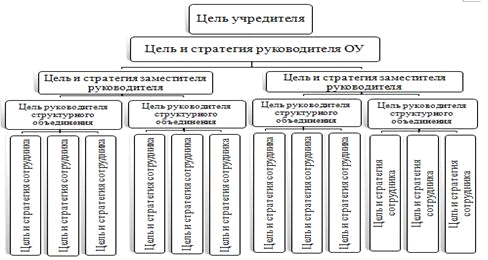 Цель учредителя
Цель и стратегия руководителя ОУ
Цель и стратегия заместителя
руководителя
Цель и стратегия заместителя
руководителя
Цель руководителя
структурного
объединения
Цель руководителя
структурного
объединения
Цель руководителя
структурного
объединения
Цель руководителя
структурного
объединения
Цель и стратегия сотрудника
Цель и стратегия сотрудника
Цель и стратегия сотрудника
Цель и стратегия сотрудника
Цель и стратегия сотрудника
Цель и стратегия сотрудника
Цель и стратегия сотрудника
Цель и стратегия сотрудника
Цель и стратегия сотрудника
Цель и стратегия
сотрудника
Цель и стратегия
сотрудника
Цель и стратегия
сотрудника